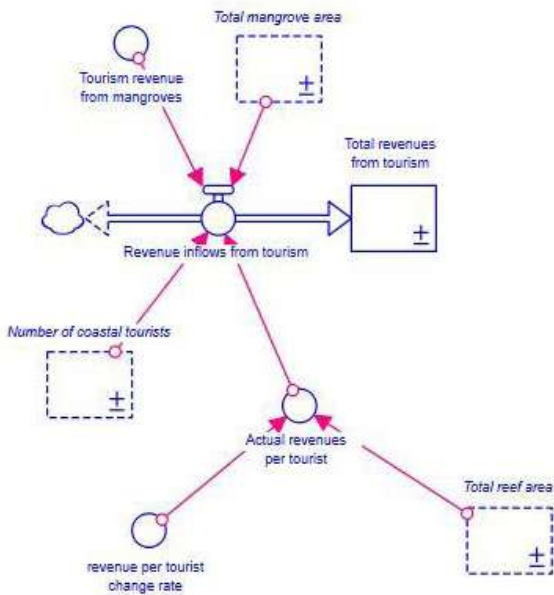 Total mangrove area
±
Tourism revenue
from mangroves
Total revenues
from tourism
±
Revenue inflows from tourism
Number of coastal tourists
±
Actual revenues
per tourist
Total reef area
±
revenue per tourist
change rate